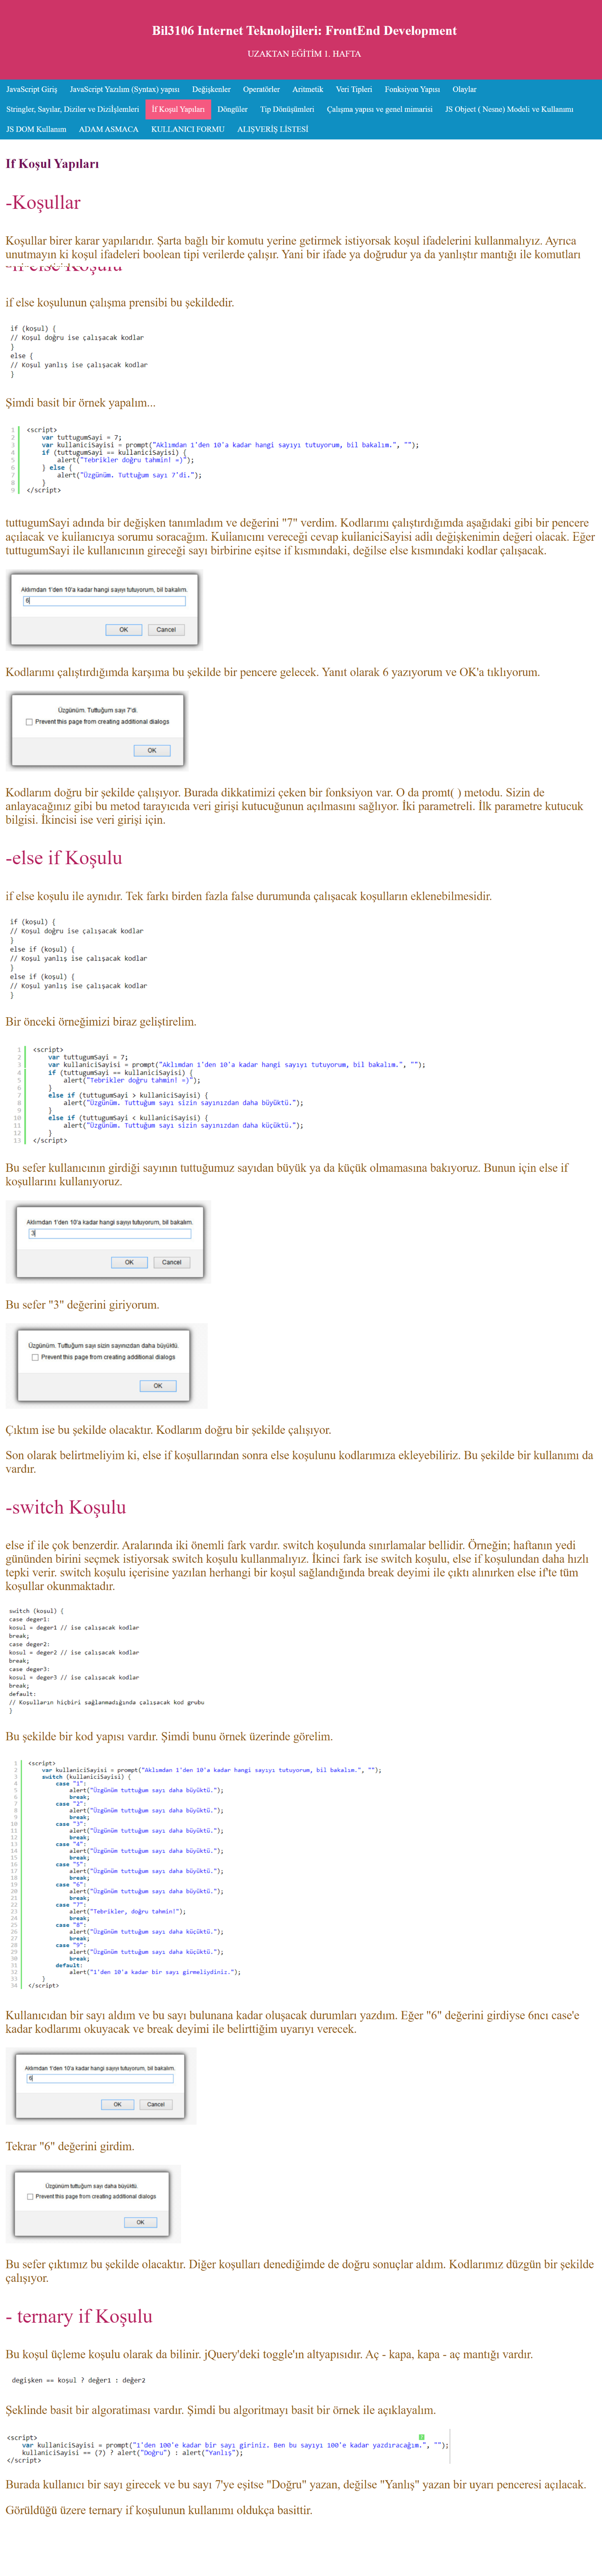 Bil3106 Internet Teknolojileri: FrontEnd Development
UZAKTAN EĞİTİM 1. HAFTA
JavaScript Giriş JavaScript Yazılım (Syntax) yapısı Değişkenler Operatörler Aritmetik Veri Tipleri Fonksiyon Yapısı Olaylar
Stringler, Sayılar, Diziler ve Diziİşlemleri If Koşul Yapıları Döngüler Tip Dönüşümleri Çalışma yapısı ve genel mimarisi JS Object ( Nesne) Modeli ve Kullanımı
JS DOM Kullanım ADAM ASMACA KULLANICI FORMU ALIŞVERİŞ LİSTESİ
If Koşul Yapıları
-Koşullar
Koşullar birer karar yapılarıdır. Şarta bağlı bir komutu yerine getirmek istiyorsak koşul ifadelerini kullanmalıyız. Ayrıca
unutmayın ki koşul ifadeleri boolean tipi verilerde çalışır. Yani bir ifade ya doğrudur ya da yanlıştır mantığı ile komutları
-if else Koşulu
if else koşulunun çalışma prensibi bu şekildedir.
if (koşul) {
// Koşul doğru ise çalışacak kodlar
}
else {
// Koşul yanlış ise çalışacak kodlar
}
Şimdi basit bir örnek yapalım...
1 <script>
2 var tuttugumSayi = 7;
3 var kullaniciSayisi = prompt("Aklımdan 1'den 10'a kadar hangi sayıyı tutuyorum, bil bakalım.", "");
4 if (tuttugumSayi == kullaniciSayisi) {
5 alert("Tebrikler doğru tahmin! =)");
6 } else {
7 alert("Üzgünüm. Tuttuğum sayı 7'di.");
8 }
9 </script>
tuttugumSayi adında bir değişken tanımladım ve değerini "7" verdim. Kodlarımı çalıştırdığımda aşağıdaki gibi bir pencere
açılacak ve kullanıcıya sorumu soracağım. Kullanıcını vereceği cevap kullaniciSayisi adlı değişkenimin değeri olacak. Eğer
tuttugumSayi ile kullanıcının gireceği sayı birbirine eşitse if kısmındaki, değilse else kısmındaki kodlar çalışacak.
Aklımdan 1'den 10'a kadar hangi sayıyı tutuyorum, bil bakalım.
6
OK Cancel
Kodlarımı çalıştırdığımda karşıma bu şekilde bir pencere gelecek. Yanıt olarak 6 yazıyorum ve OK'a tıklıyorum.
Üzgünüm. Tuttuğum sayı 7'di.
Prevent this page from creating additional dialogs
OK
Kodlarım doğru bir şekilde çalışıyor. Burada dikkatimizi çeken bir fonksiyon var. O da promt( ) metodu. Sizin de
anlayacağınız gibi bu metod tarayıcıda veri girişi kutucuğunun açılmasını sağlıyor. İki parametreli. İlk parametre kutucuk
bilgisi. İkincisi ise veri girişi için.
-else if Koşulu
if else koşulu ile aynıdır. Tek farkı birden fazla false durumunda çalışacak koşulların eklenebilmesidir.
if (koşul) {
// Koşul doğru ise çalışacak kodlar
}
else if (koşul) {
// Koşul yanlış ise çalışacak kodlar
}
else if (koşul) {
// Koşul yanlış ise çalışacak kodlar
}
Bir önceki örneğimizi biraz geliştirelim.
1 <script>
2 var tuttugumSayi = 7;
3 var kullaniciSayisi = prompt("Aklımdan 1'den 10'a kadar hangi sayıyı tutuyorum, bil bakalım.", "");
4 if (tuttugumSayi == kullaniciSayisi) {
5 alert("Tebrikler doğru tahmin! =)");
6 }
7 else if (tuttugumSayi > kullaniciSayisi) {
8 alert("Üzgünüm. Tuttuğum sayı sizin sayınızdan daha büyüktü.");
9 }
10 else if (tuttugumSayi < kullaniciSayisi) {
11 alert("Üzgünüm. Tuttuğum sayı sizin sayınızdan daha küçüktü.");
12 }
13 </script>
Bu sefer kullanıcının girdiği sayının tuttuğumuz sayıdan büyük ya da küçük olmamasına bakıyoruz. Bunun için else if
koşullarını kullanıyoruz.
Aklımdan 1'den 10'a kadar hangi sayıyı tutuyorum, bil bakalım.
3
OK Cancel
Bu sefer "3" değerini giriyorum.
Üzgünüm. Tuttuğum sayı sizin sayınızdan daha büyüktü.
Prevent this page from creating additional dialogs
OK
Çıktım ise bu şekilde olacaktır. Kodlarım doğru bir şekilde çalışıyor.
Son olarak belirtmeliyim ki, else if koşullarından sonra else koşulunu kodlarımıza ekleyebiliriz. Bu şekilde bir kullanımı da
vardır.
-switch Koşulu
else if ile çok benzerdir. Aralarında iki önemli fark vardır. switch koşulunda sınırlamalar bellidir. Örneğin; haftanın yedi
gününden birini seçmek istiyorsak switch koşulu kullanmalıyız. İkinci fark ise switch koşulu, else if koşulundan daha hızlı
tepki verir. switch koşulu içerisine yazılan herhangi bir koşul sağlandığında break deyimi ile çıktı alınırken else if'te tüm
koşullar okunmaktadır.
switch (koşul) {
case deger1:
kosul = deger1 // ise çalışacak kodlar
break;
case deger2:
kosul = deger2 // ise çalışacak kodlar
break;
case deger3:
kosul = deger3 // ise çalışacak kodlar
break;
default:
// Koşulların hiçbiri sağlanmadığında çalışacak kod grubu
}
Bu şekilde bir kod yapısı vardır. Şimdi bunu örnek üzerinde görelim.
1 <script>
2 var kullaniciSayisi = prompt("Aklımdan 1'den 10'a kadar hangi sayıyı tutuyorum, bil bakalım.", "");
3 switch (kullaniciSayisi) {
4 case "1":
5 alert("Üzgünüm tuttuğum sayı daha büyüktü.");
6 break;
7 case "2":
8 alert("Üzgünüm tuttuğum sayı daha büyüktü.");
9 break;
10 case "3":
11 alert("Üzgünüm tuttuğum sayı daha büyüktü.");
12 break;
13 case "4":
14 alert("Üzgünüm tuttuğum sayı daha büyüktü.");
15 break;
16 case "5":
17 alert("Üzgünüm tuttuğum sayı daha büyüktü.");
18 break;
19 case "6":
20 alert("Üzgünüm tuttuğum sayı daha büyüktü.");
21 break;
22 case "7":
23 alert("Tebrikler, doğru tahmin!");
24 break;
25 case "8":
26 alert("Üzgünüm tuttuğum sayı daha küçüktü.");
27 break;
28 case "9":
29 alert("Üzgünüm tuttuğum sayı daha küçüktü.");
30 break;
31 default:
32 alert("1'den 10'a kadar bir sayı girmeliydiniz.");
33 }
34 </script>
Kullanıcıdan bir sayı aldım ve bu sayı bulunana kadar oluşacak durumları yazdım. Eğer "6" değerini girdiyse 6ncı case'e
kadar kodlarımı okuyacak ve break deyimi ile belirttiğim uyarıyı verecek.
Aklımdan 1'den 10'a kadar hangi sayıyı tutuyorum, bil bakalım.
6
OK Cancel
Tekrar "6" değerini girdim.
Üzgünüm tuttuğum sayı daha büyüktü.
Prevent this page from creating additional dialogs
OK
Bu sefer çıktımız bu şekilde olacaktır. Diğer koşulları denediğimde de doğru sonuçlar aldım. Kodlarımız düzgün bir şekilde
çalışıyor.
- ternary if Koşulu
Bu koşul üçleme koşulu olarak da bilinir. jQuery'deki toggle'ın altyapısıdır. Aç - kapa, kapa - aç mantığı vardır.
degişken == koşul ? değer1 : değer2
Şeklinde basit bir algoratiması vardır. Şimdi bu algoritmayı basit bir örnek ile açıklayalım.
<script>
var kullaniciSayisi = prompt("1'den 100'e kadar bir sayı giriniz. Ben bu sayıyı 100'e kadar yazdıracağım.", "");
kullaniciSayisi == (7) ? alert("Doğru") : alert("Yanlış");
</script>
Burada kullanıcı bir sayı girecek ve bu sayı 7'ye eşitse "Doğru" yazan, değilse "Yanlış" yazan bir uyarı penceresi açılacak.
Görüldüğü üzere ternary if koşulunun kullanımı oldukça basittir.